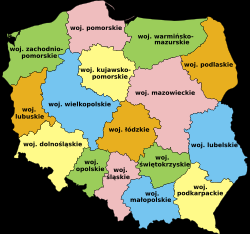 woj. pomorskie
woj. warmińsko-
mazurskie
woj. zachodnio-
pomorskie
woj. podlaskie
woj. kujawsko-
pomorskie
woj. mazowieckie
woj. wielkopolskie
woj.
lubuskie
woj. łódzkie
woj. lubelskie
woj. dolnośląskie
woj.
opolskie
woj.
śląskie
woj.
świętokrzyskie
woj.
małopolskie
woj.
podkarpackie